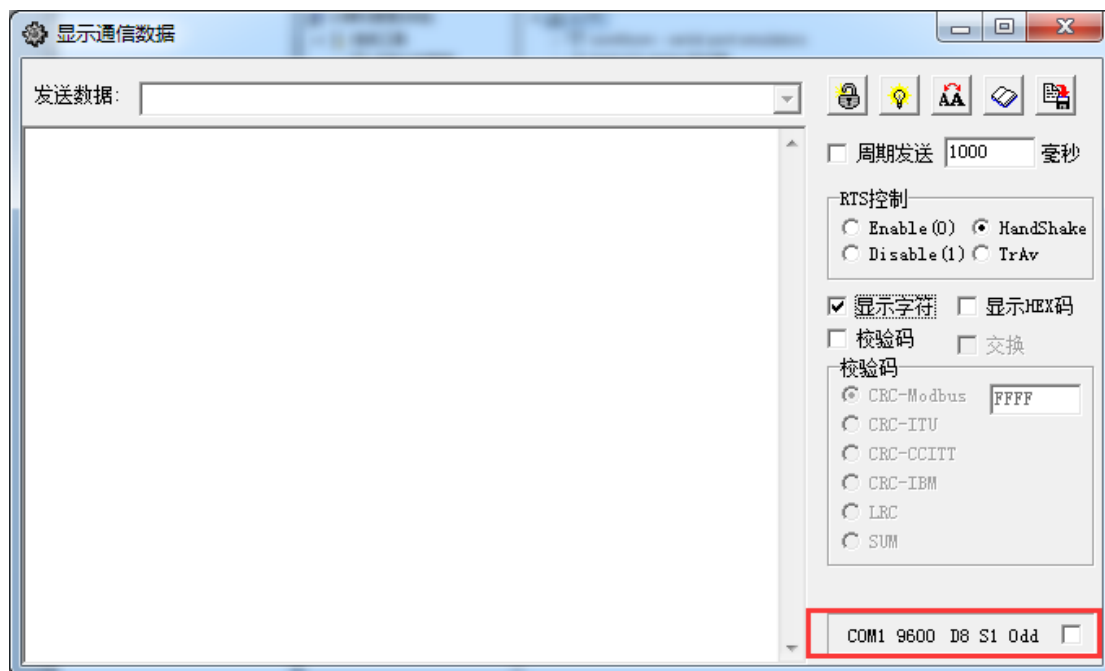 显示通信数据
发送数据:
周期发送 1000 毫秒
RTS控制
Enable(0) HandShake
Disable(1) TrAv
显示字符 显示HEX码
校验码 交换
校验码
CRC-Modbus FFFF
CRC-ITU
CRC-CCITT
CRC-IBM
LRC
SUM
COM1 9600 D8 S1 Odd